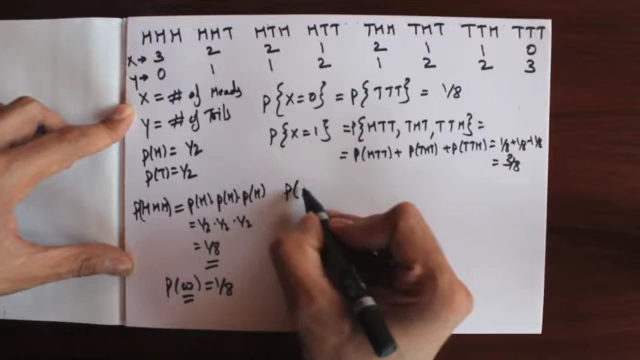 HHH HHT HTH HTT THH THT TTH TTT
X→ 3 2 2 1 2 1 1 0
Y→ 0 1 1 2 1 2 2 3
X = # of Heads
Y = # of Tails
P(H) = 1/2
P(T) = 1/2
P(HHH) = P(H) P(H) P(H)
= 1/2 · 1/2 · 1/2
= 1/8
P(ω) = 1/8
P{X=0} = P{TTT} = 1/8
P{X=1} = P{HTT, THT, TTH} =
= P(HTT) + P(THT) + P(TTH) = 1/8 + 1/8 + 1/8
= 3/8
P(